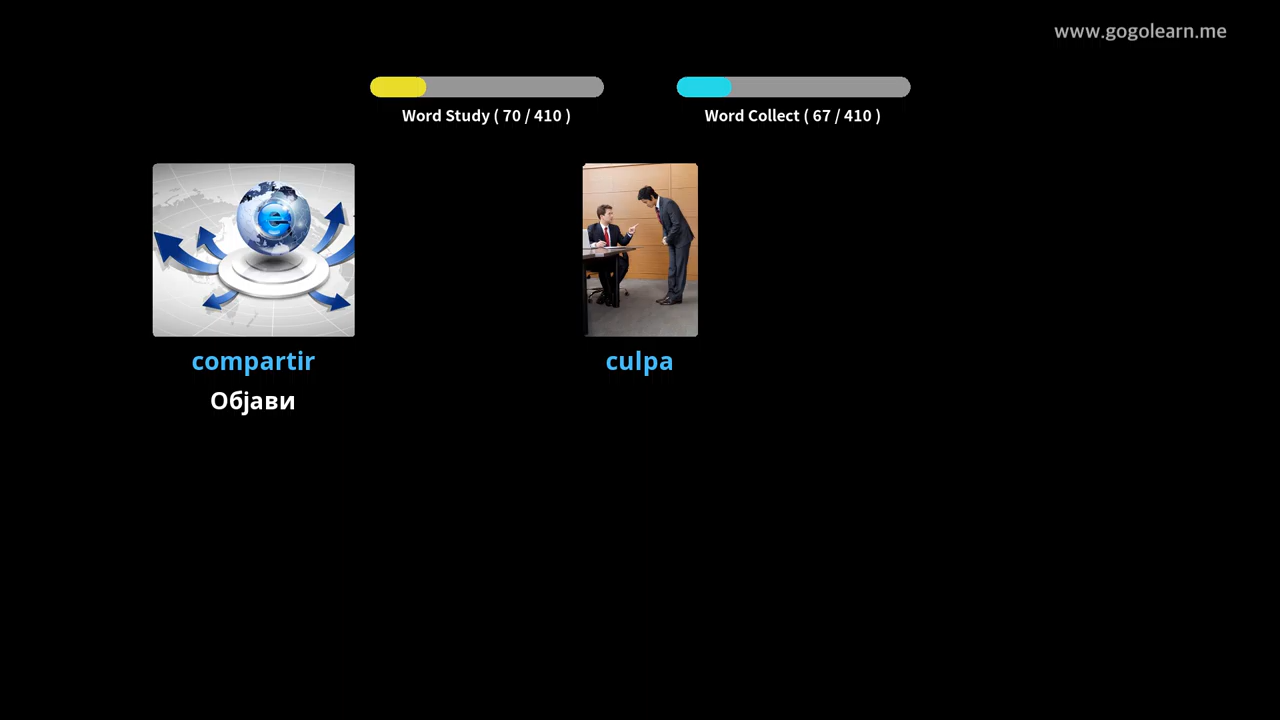 www.gogolearn.me
Word Study ( 70 / 410 )
Word Collect ( 67 / 410 )
e
compartir
culpa
Објави